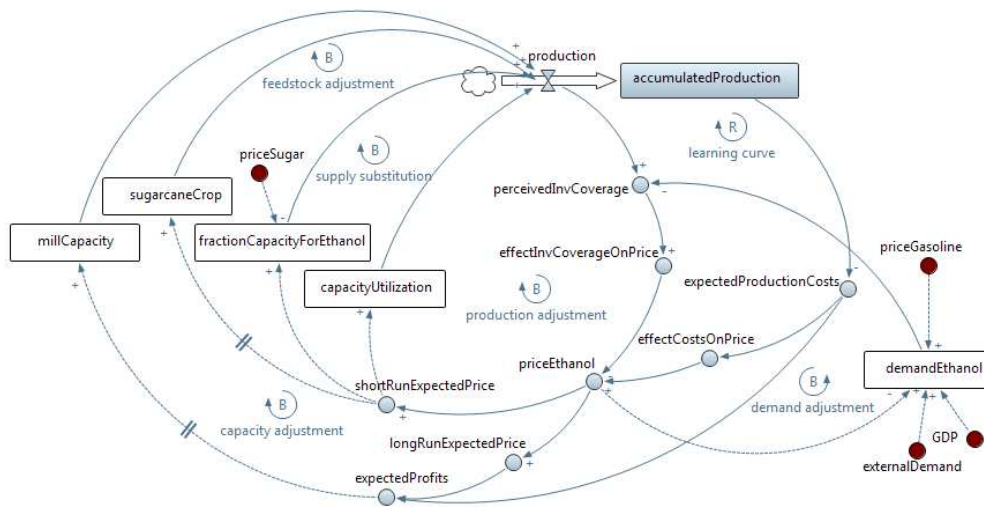 production
B
feedstock adjustment
accumulatedProduction
R
learning curve
priceSugar
B
supply substitution
sugarcaneCrop
perceivedInvCoverage
millCapacity
fractionCapacityForEthanol
effectInvCoverageOnPrice
priceGasoline
capacityUtilization
B
production adjustment
expectedProductionCosts
effectCostsOnPrice
priceEthanol
demandEthanol
shortRunExpectedPrice
B
capacity adjustment
B
demand adjustment
longRunExpectedPrice
GDP
externalDemand
expectedProfits